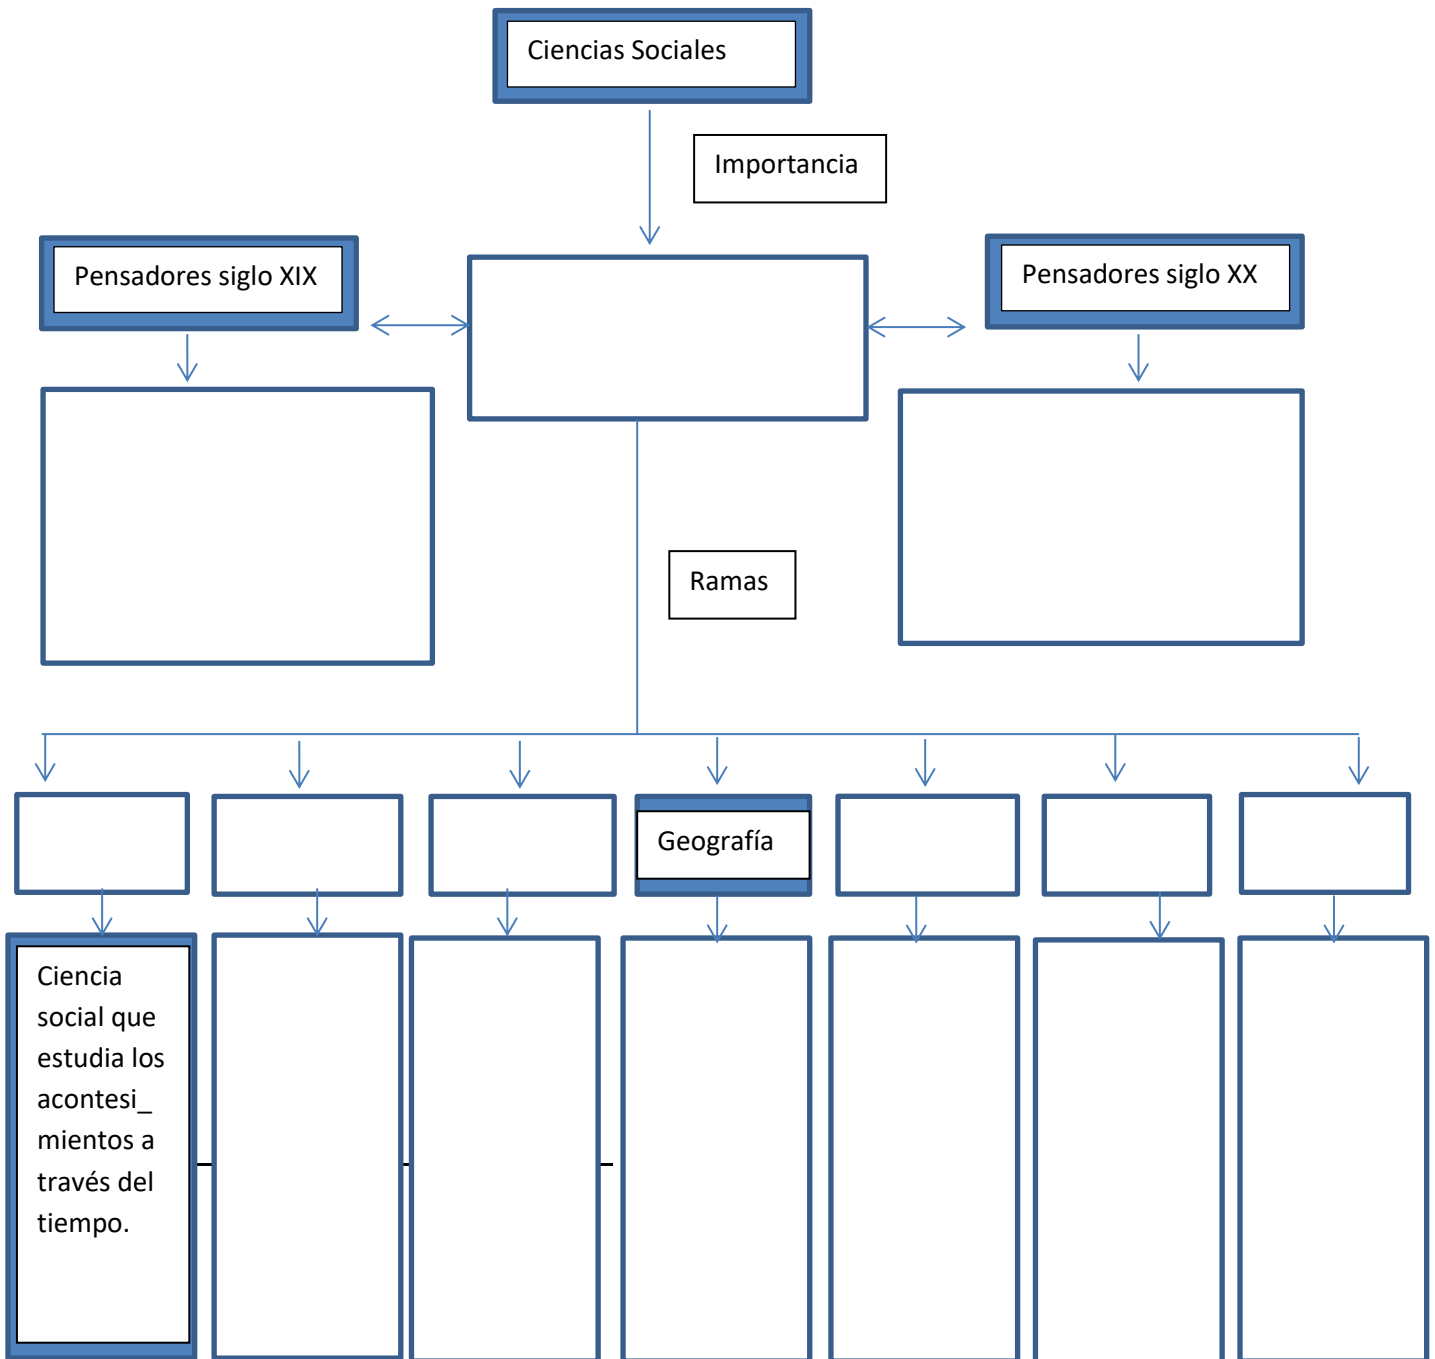 Ciencias Sociales
Importancia
Pensadores siglo XIX
Pensadores siglo XX
Ramas
Geografía
Ciencia
social que
estudia los
acontesi_
mientos a
través del
tiempo.